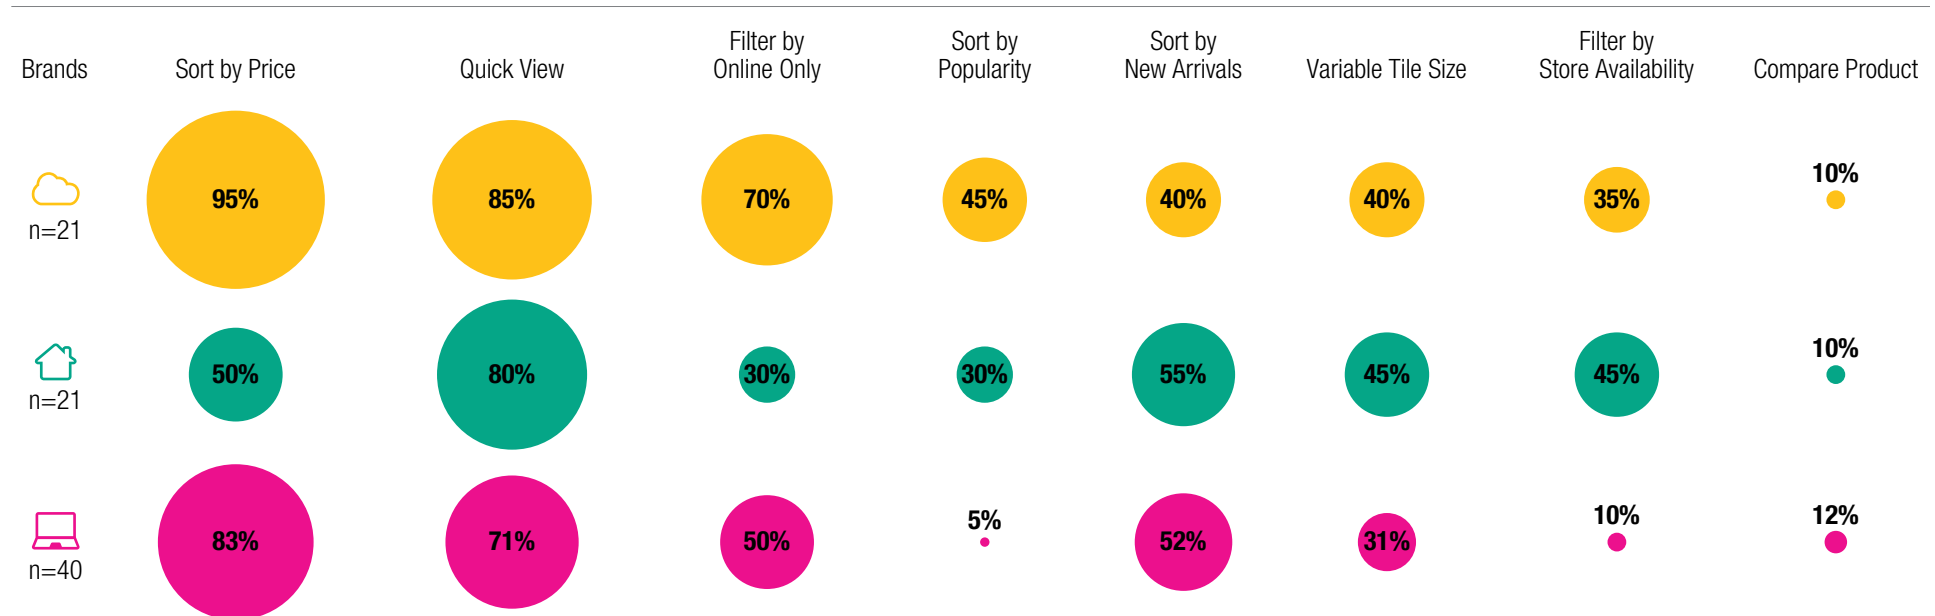 Brands
Sort by Price
Quick View
Filter by
Online Only
Sort by
Popularity
Sort by
New Arrivals
Variable Tile Size
Filter by
Store Availability
Compare Product
95%
85%
70%
45%
40%
40%
35%
10%
n=21
50%
80%
30%
30%
55%
45%
45%
10%
n=21
83%
71%
50%
5%
52%
31%
10%
12%
n=40